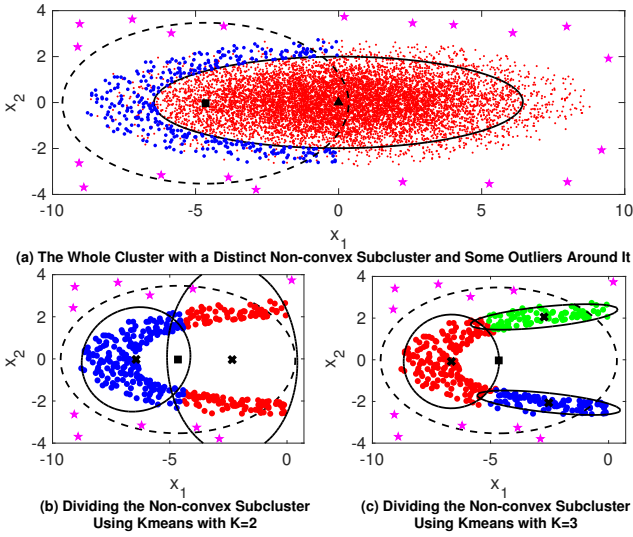 4
2
0
-2
-4
x2
-10 -5 0 5 10
x1
(a) The Whole Cluster with a Distinct Non-convex Subcluster and Some Outliers Around It
4
2
0
-2
-4
x2
-10 -5 0
x1
(b) Dividing the Non-convex Subcluster
Using Kmeans with K=2
4
2
0
-2
-4
x2
-10 -5 0
x1
(c) Dividing the Non-convex Subcluster
Using Kmeans with K=3